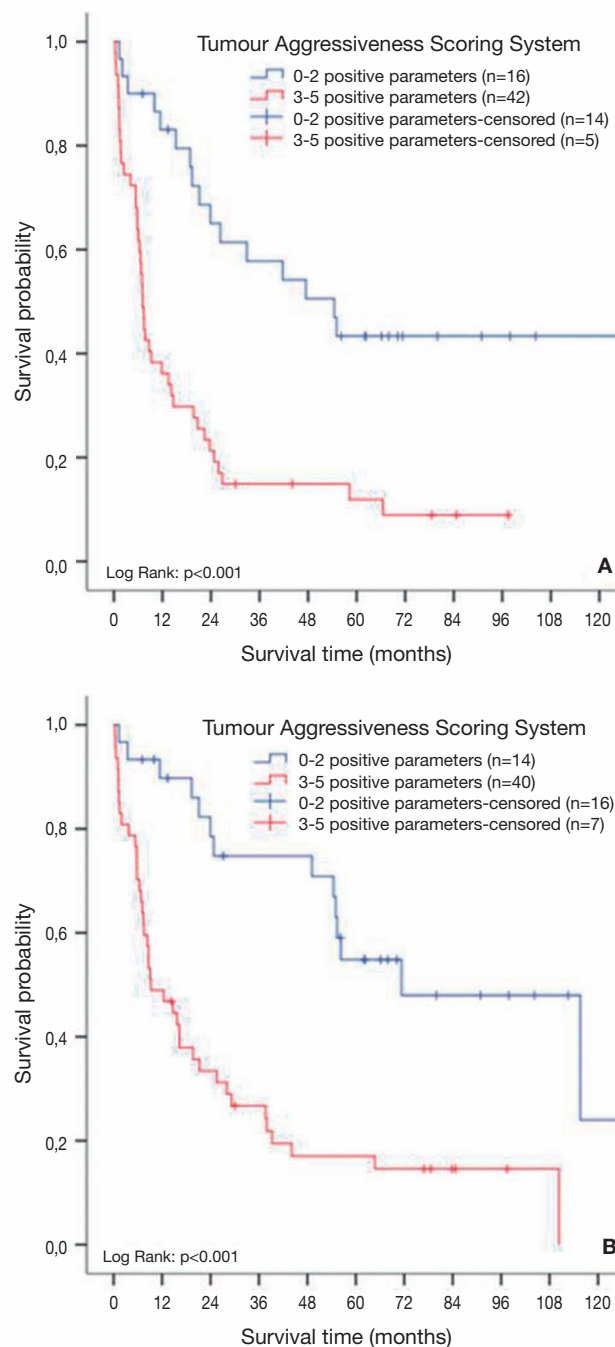 Tumour Aggressiveness Scoring System
0-2 positive parameters (n=16)
3-5 positive parameters (n=42)
0-2 positive parameters-censored (n=14)
3-5 positive parameters-censored (n=5)
Survival probability
1,0
0,8
0,6
0,4
0,2
0,0
Log Rank: p<0.001
A
0 12 24 36 48 60 72 84 96 108 120
Survival time (months)
Tumour Aggressiveness Scoring System
0-2 positive parameters (n=14)
3-5 positive parameters (n=40)
0-2 positive parameters-censored (n=16)
3-5 positive parameters-censored (n=7)
Survival probability
1,0
0,8
0,6
0,4
0,2
0,0
Log Rank: p<0.001
B
0 12 24 36 48 60 72 84 96 108 120
Survival time (months)